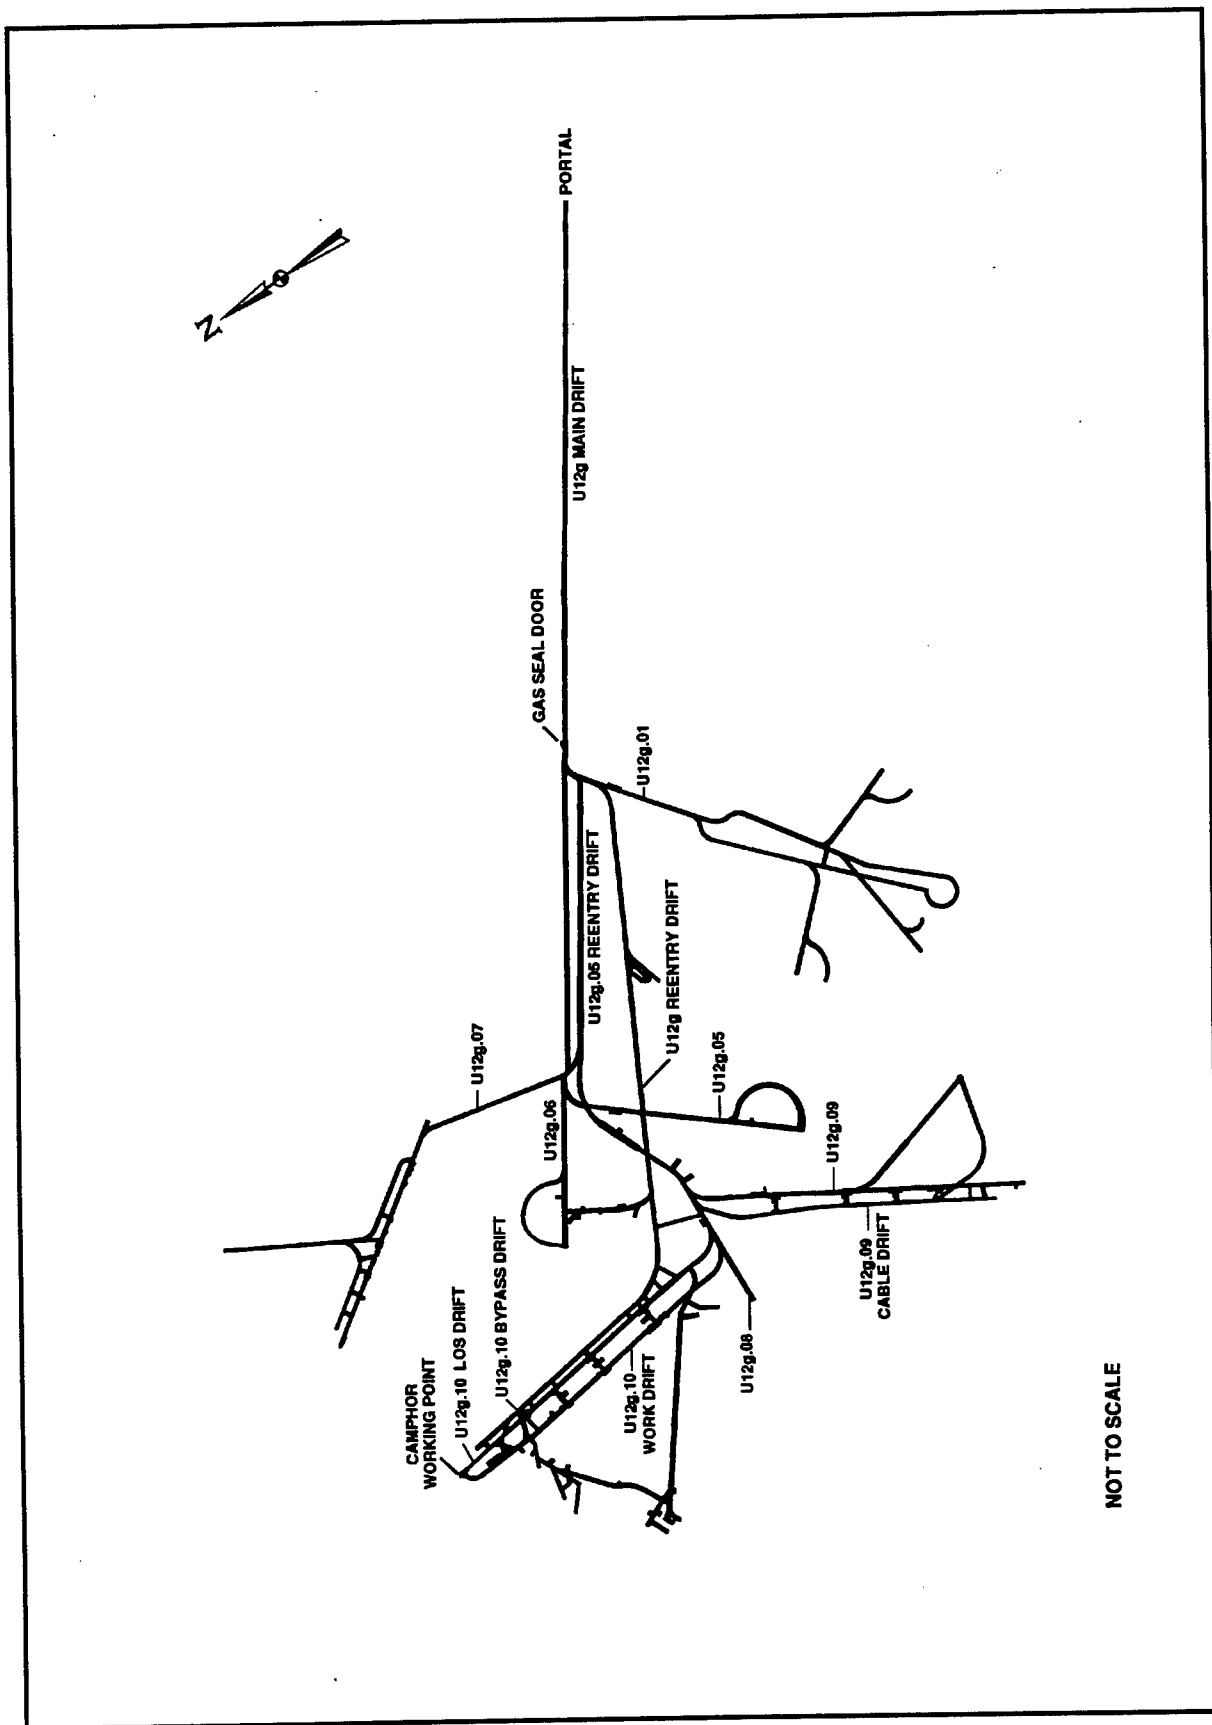 N
PORTAL
U12g MAIN DRIFT
GAS SEAL DOOR
U12g.01
U12g.05 REENTRY DRIFT
U12g REENTRY DRIFT
U12g.07
U12g.06
U12g.05
U12g.09
U12g.09
CABLE DRIFT
U12g.08
U12g.10 BYPASS DRIFT
U12g.10 LOS DRIFT
CAMPHOR
WORKING POINT
U12g.10
WORK DRIFT
NOT TO SCALE